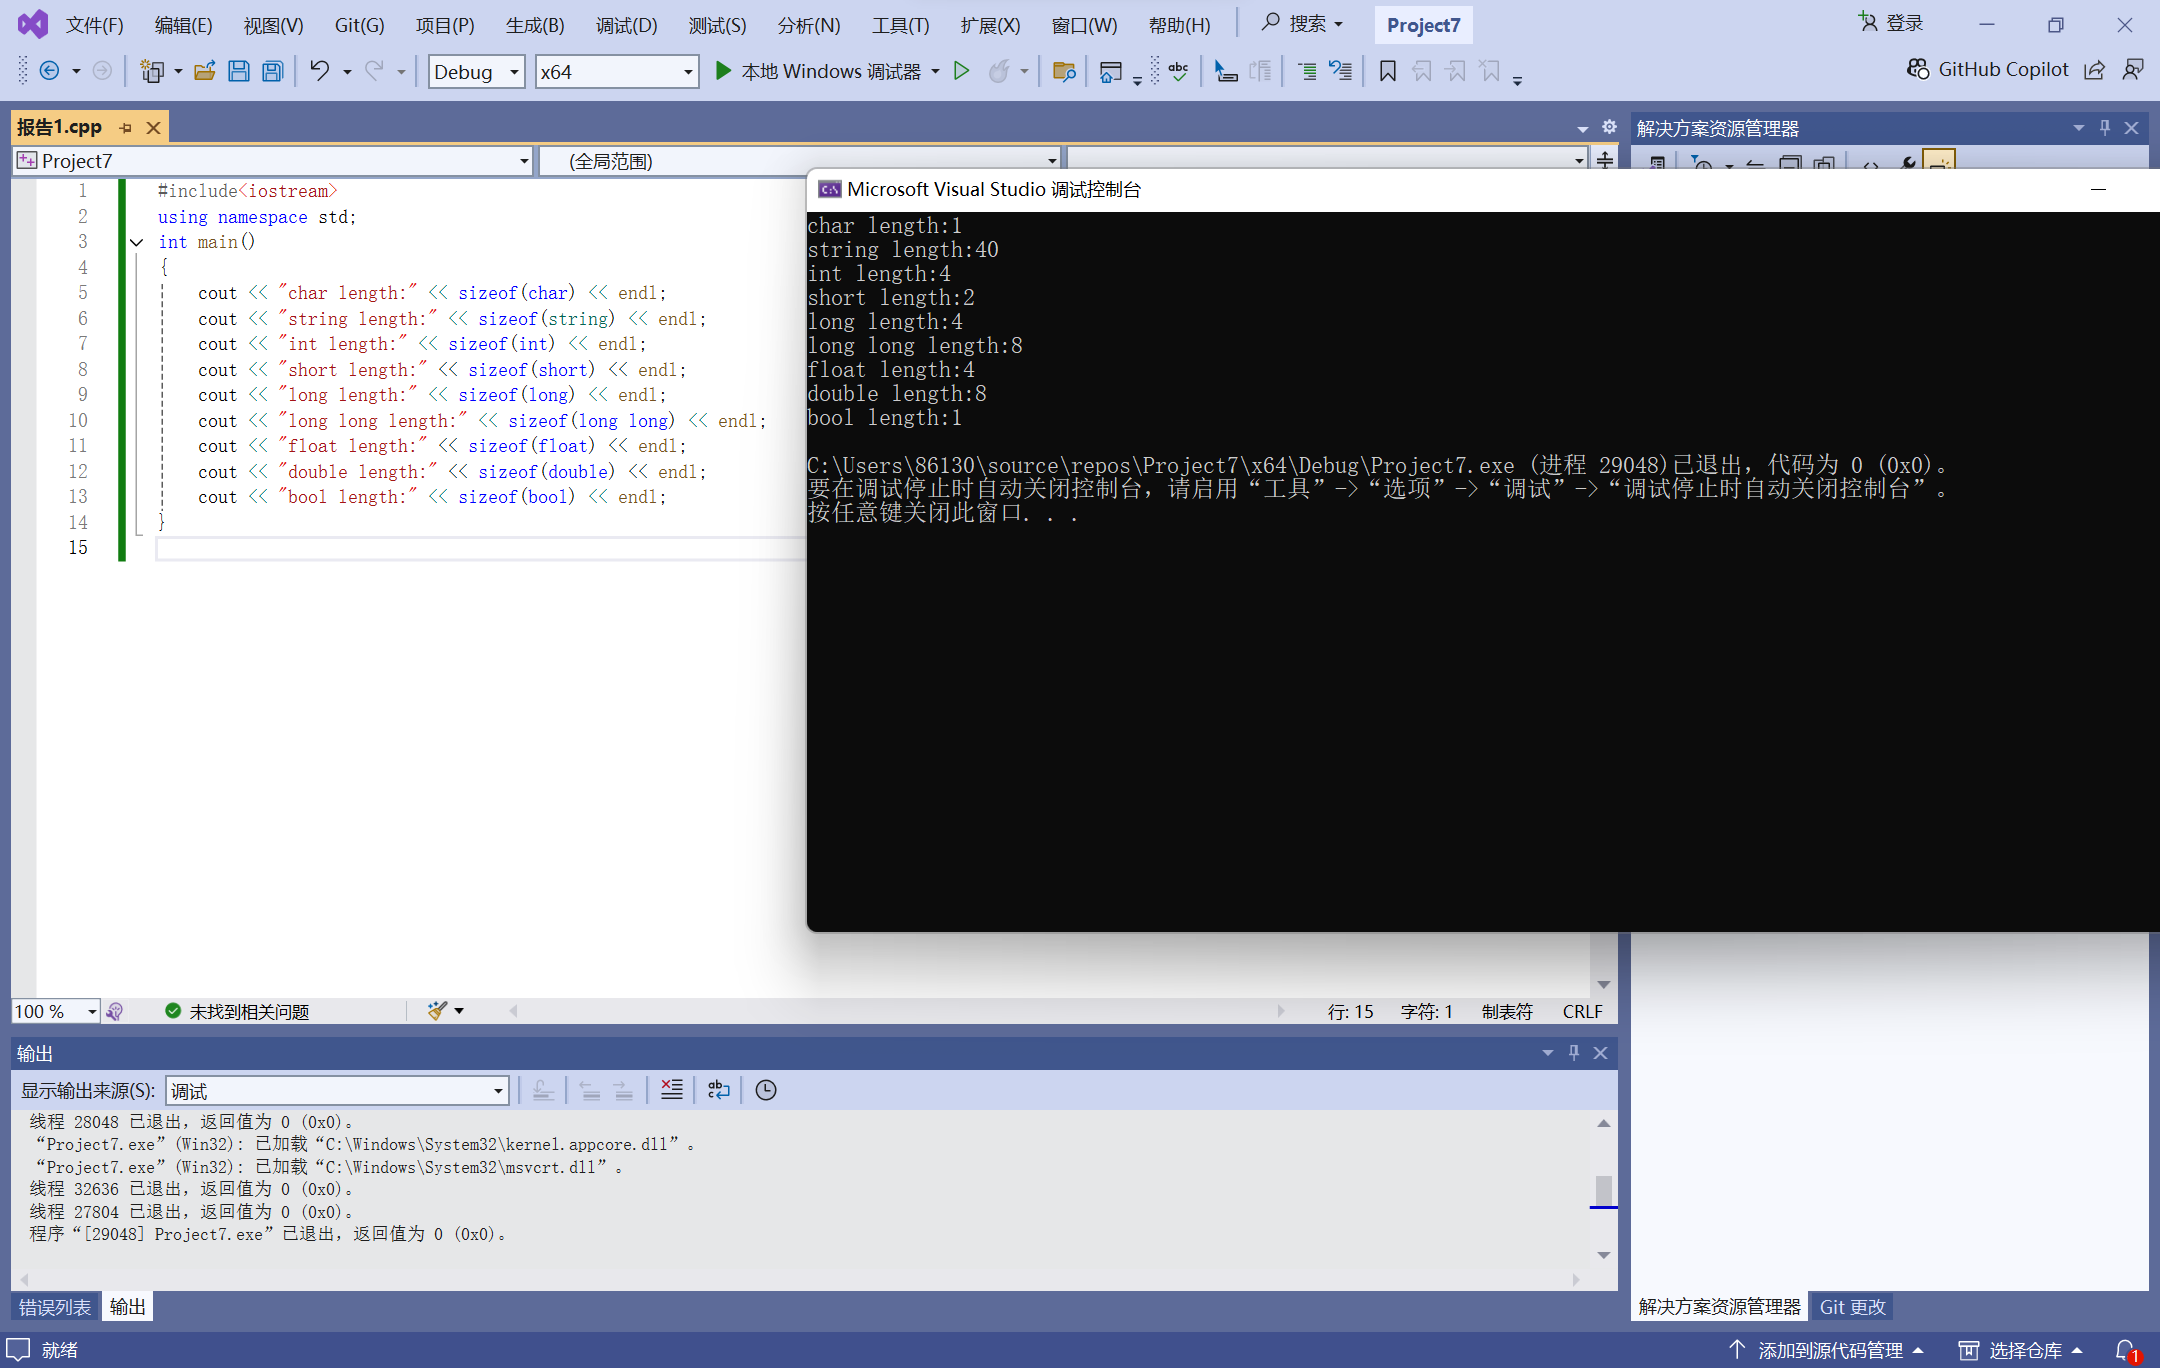 文件(F) 编辑(E) 视图(V) Git(G) 项目(P) 生成(B) 调试(D) 测试(S) 分析(N) 工具(T) 扩展(X) 窗口(W) 帮助(H) 搜索 Project7 登录
Debug x64 本地 Windows 调试器 abc GitHub Copilot
报告1.cpp
解决方案资源管理器
Project7 (全局范围)
Microsoft Visual Studio 调试控制台
1 #include<iostream>
2 using namespace std;
3 int main()
4 {
5 cout << "char length:" << sizeof(char) << endl;
6 cout << "string length:" << sizeof(string) << endl;
7 cout << "int length:" << sizeof(int) << endl;
8 cout << "short length:" << sizeof(short) << endl;
9 cout << "long length:" << sizeof(long) << endl;
10 cout << "long long length:" << sizeof(long long) << endl;
11 cout << "float length:" << sizeof(float) << endl;
12 cout << "double length:" << sizeof(double) << endl;
13 cout << "bool length:" << sizeof(bool) << endl;
14 }
15
char length:1
string length:40
int length:4
short length:2
long length:4
long long length:8
float length:4
double length:8
bool length:1
C:\Users\86130\source\repos\Project7\x64\Debug\Project7.exe (进程 29048)已退出，代码为 0 (0x0)。
要在调试停止时自动关闭控制台，请启用“工具”->“选项”->“调试”->“调试停止时自动关闭控制台”。
按任意键关闭此窗口. . .
100 % 未找到相关问题 行: 15 字符: 1 制表符 CRLF
输出
显示输出来源(S): 调试
线程 28048 已退出，返回值为 0 (0x0)。
“Project7.exe”(Win32): 已加载“C:\Windows\System32\kernel.appcore.dll”。
“Project7.exe”(Win32): 已加载“C:\Windows\System32\msvcrt.dll”。
线程 32636 已退出，返回值为 0 (0x0)。
线程 27804 已退出，返回值为 0 (0x0)。
程序“[29048] Project7.exe”已退出，返回值为 0 (0x0)。
错误列表 输出
解决方案资源管理器 Git 更改
就绪 添加到源代码管理 选择仓库 1